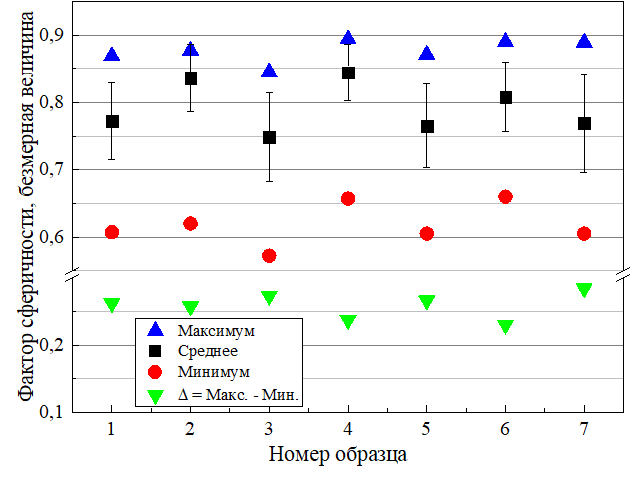 Фактор сферичности, безмерная величина
0,9
0,8
0,7
0,6
0,2
0,1
Максимум
Среднее
Минимум
Δ = Макс. - Мин.
1 2 3 4 5 6 7
Номер образца